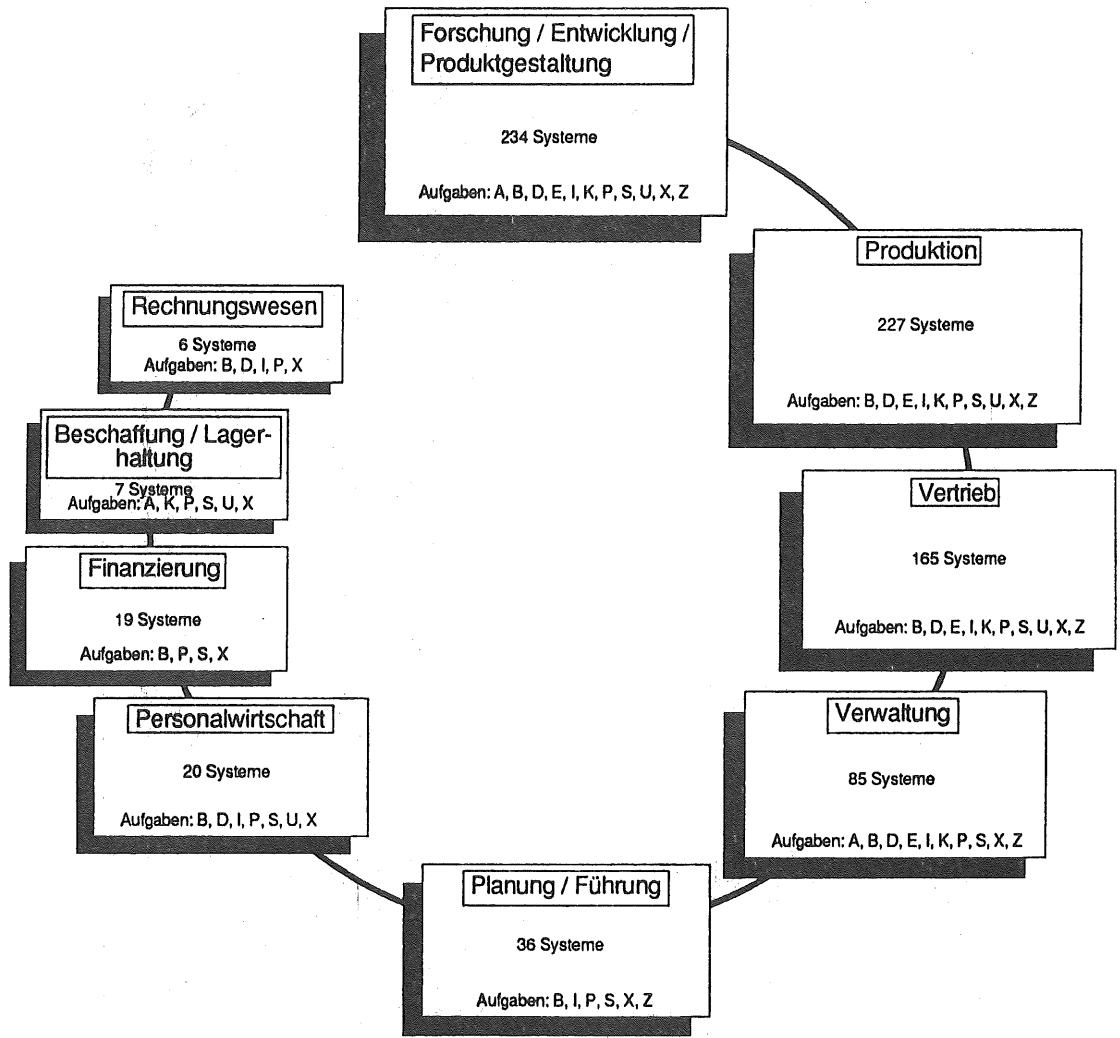 Forschung / Entwicklung /
Produktgestaltung
234 Systeme
Aufgaben: A, B, D, E, I, K, P, S, U, X, Z
Produktion
227 Systeme
Aufgaben: B, D, E, I, K, P, S, U, X, Z
Vertrieb
165 Systeme
Aufgaben: B, D, E, I, K, P, S, U, X, Z
Verwaltung
85 Systeme
Aufgaben: A, B, D, E, I, K, P, S, X, Z
Planung / Führung
36 Systeme
Aufgaben: B, I, P, S, X, Z
Personalwirtschaft
20 Systeme
Aufgaben: B, D, I, P, S, U, X
Finanzierung
19 Systeme
Aufgaben: B, P, S, X
Beschaffung / Lager-
haltung
7 Systeme
Aufgaben: A, K, P, S, U, X
Rechnungswesen
6 Systeme
Aufgaben: B, D, I, P, X